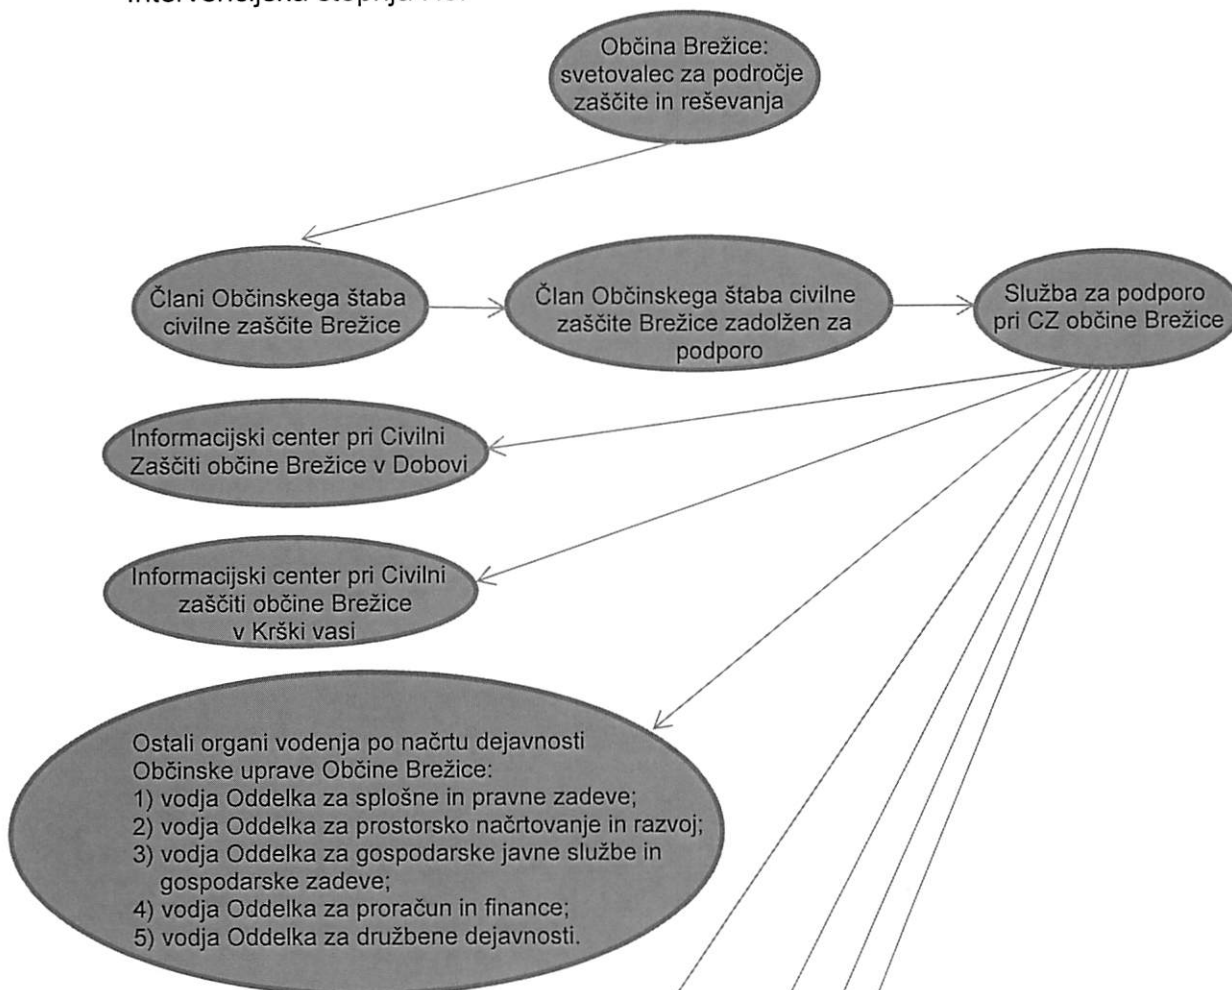 Občina Brežice:
svetovalec za področje
zaščite in reševanja
Člani Občinskega štaba
civilne zaščite Brežice
Član Občinskega štaba civilne
zaščite Brežice zadolžen za
podporo
Služba za podporo
pri CZ občine Brežice
Informacijski center pri Civilni
Zaščiti občine Brežice v Dobovi
Informacijski center pri Civilni
zaščiti občine Brežice
v Krški vasi
Ostali organi vodenja po načrtu dejavnosti
Občinske uprave Občine Brežice:
1) vodja Oddelka za splošne in pravne zadeve;
2) vodja Oddelka za prostorsko načrtovanje in razvoj;
3) vodja Oddelka za gospodarske javne službe in
gospodarske zadeve;
4) vodja Oddelka za proračun in finance;
5) vodja Oddelka za družbene dejavnosti.